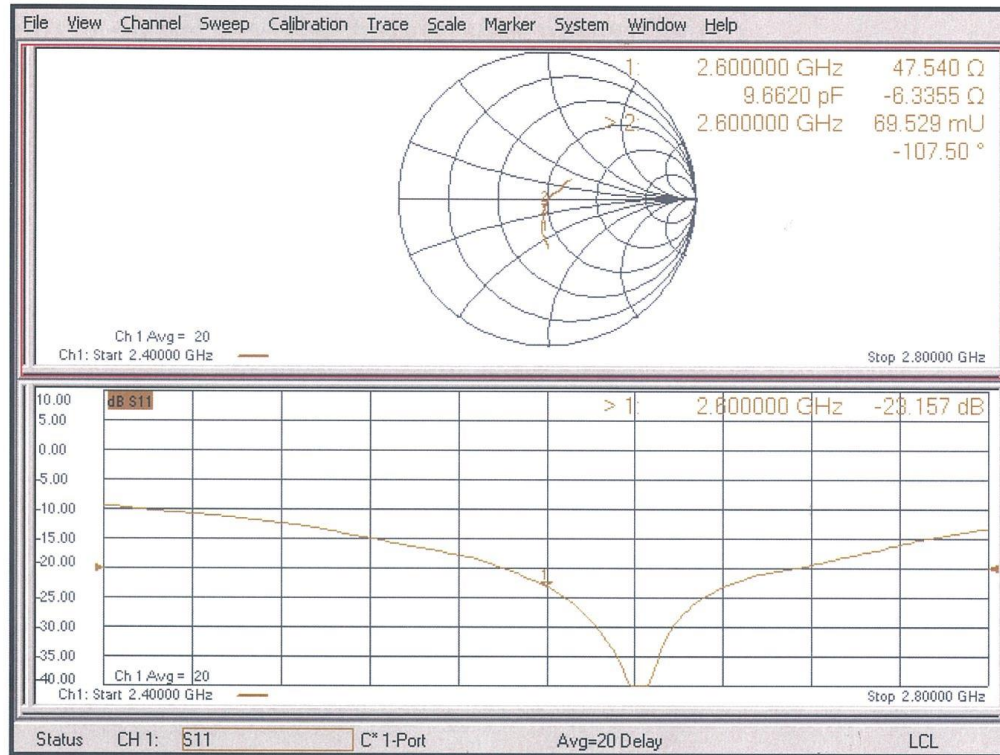 File View Channel Sweep Calibration Trace Scale Marker System Window Help
1: 2.600000 GHz 47.540 Ω
9.6620 pF -6.3355 Ω
> 2: 2.600000 GHz 69.529 mU
-107.50 °
Ch 1 Avg = 20
Ch1: Start 2.40000 GHz Stop 2.80000 GHz
10.00 dB S11 > 1: 2.600000 GHz -23.157 dB
5.00
0.00
-5.00
-10.00
-15.00
-20.00
1
-25.00
-30.00
-35.00
-40.00 Ch 1 Avg = 20
Ch1: Start 2.40000 GHz Stop 2.80000 GHz
Status CH 1: S11 C* 1-Port Avg=20 Delay LCL